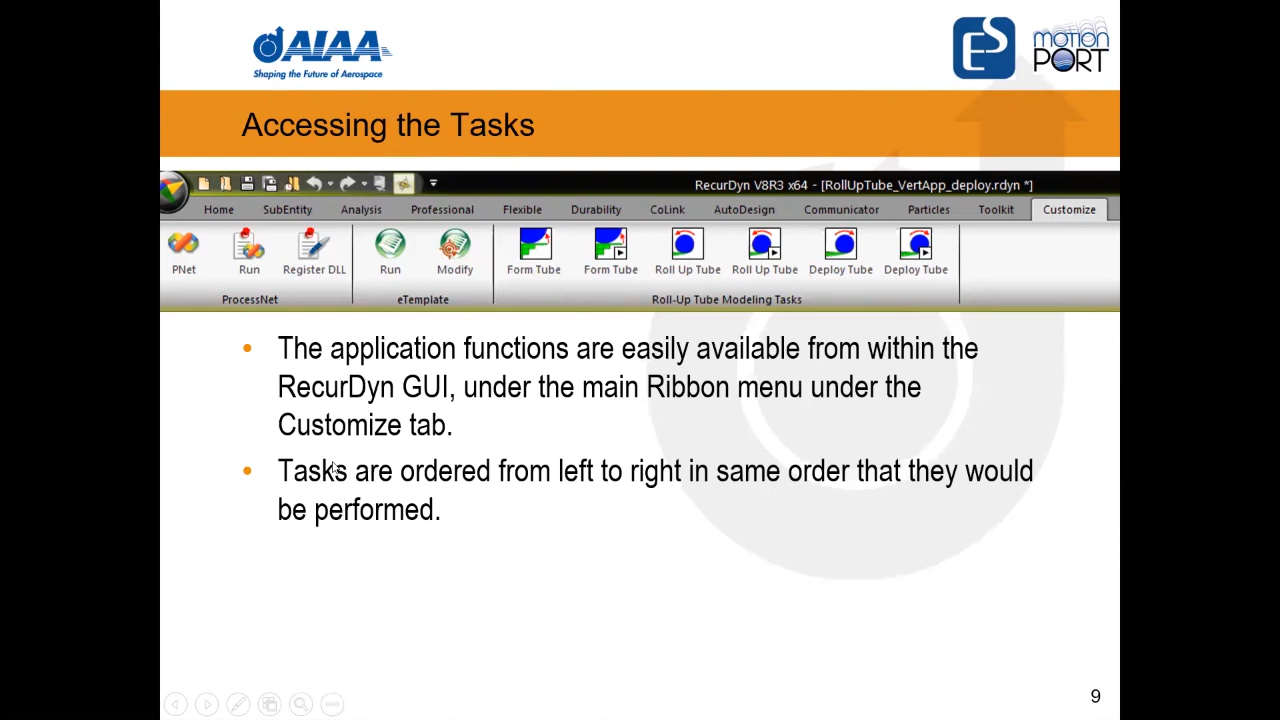 AIAA
Shaping the Future of Aerospace
ES
motion
PORT
Accessing the Tasks
RecurDyn V8R3 x64 - [RollUpTube_VertApp_deploy.rdyn *]
Home SubEntity Analysis Professional Flexible Durability CoLink AutoDesign Communicator Particles Toolkit Customize
PNet Run Register DLL Run Modify Form Tube Form Tube Roll Up Tube Roll Up Tube Deploy Tube Deploy Tube
ProcessNet eTemplate Roll-Up Tube Modeling Tasks
• The application functions are easily available from within the
RecurDyn GUI, under the main Ribbon menu under the
Customize tab.
• Tasks are ordered from left to right in same order that they would
be performed.
9